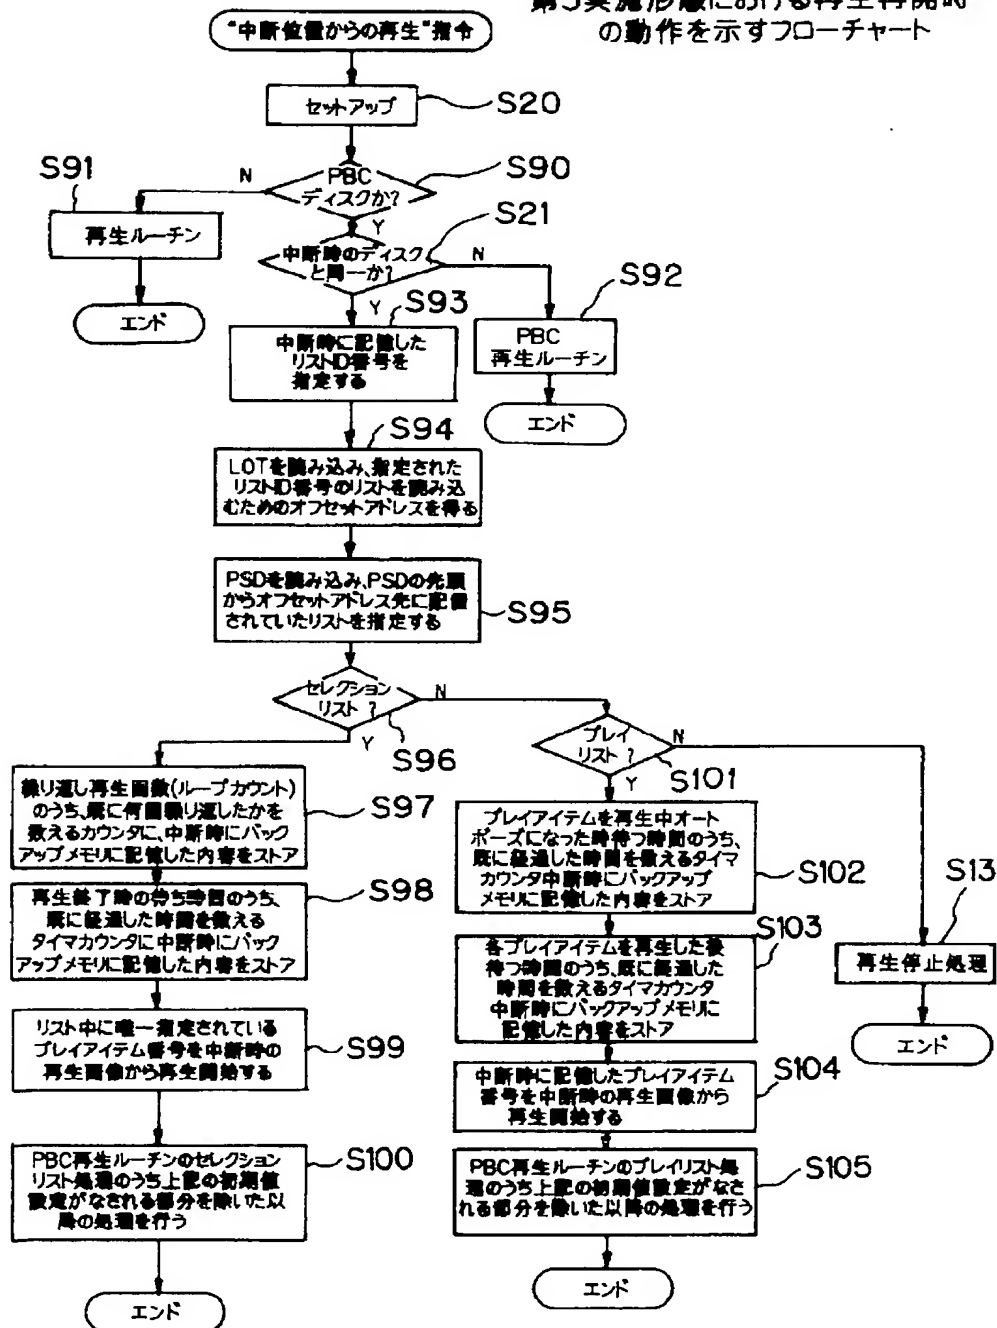 第5実施形態における再生再開時
の動作を示すフローチャート
"中断位置からの再生"指令
セットアップ
S20
PBC
ディスクか?
S90
N
Y
S91
再生ルーチン
エンド
中断時のディスク
と同一か?
S21
N
Y
S92
PBC
再生ルーチン
エンド
S93
中断時に記憶した
リストID番号を
指定する
S94
LOTを読み込み、指定された
リストID番号のリストを読み込
むためのオフセットアドレスを得る
PSDを読み込み、PSDの先頭
からオフセットアドレス先に記憶
されていたリストを指定する
S95
セレクション
リスト?
N
Y
S96
プレイ
リスト?
N
Y
S101
繰り返し再生回数(ループカウント)
のうち、既に何回繰り返したかを
数えるカウンタに、中断時にバック
アップメモリに記憶した内容をストア
S97
再生終了時の待ち時間のうち、
既に経過した時間を数える
タイマカウンタに中断時にバック
アップメモリに記憶した内容をストア
S98
リスト中に唯一指定されている
プレイアイテム番号を中断時の
再生画像から再生開始する
S99
PBC再生ルーチンのセレクション
リスト処理のうち上記の初期値
設定がなされる部分を除いた以
降の処理を行う
S100
エンド
プレイアイテムを再生中オート
ポーズになった時待つ時間のうち、
既に経過した時間を数えるタイマ
カウンタ中断時にバックアップ
メモリに記憶した内容をストア
S102
S103
各プレイアイテムを再生した後
待つ時間のうち、既に経過した
時間を数えるタイマカウンタ
中断時にバックアップメモリに
記憶した内容をストア
中断時に記憶したプレイアイテム
番号を中断時の再生画像から
再生開始する
S104
PBC再生ルーチンのプレイリスト処
理のうち上記の初期値設定がなさ
れる部分を除いた以降の処理を行う
S105
エンド
S13
再生停止処理
エンド